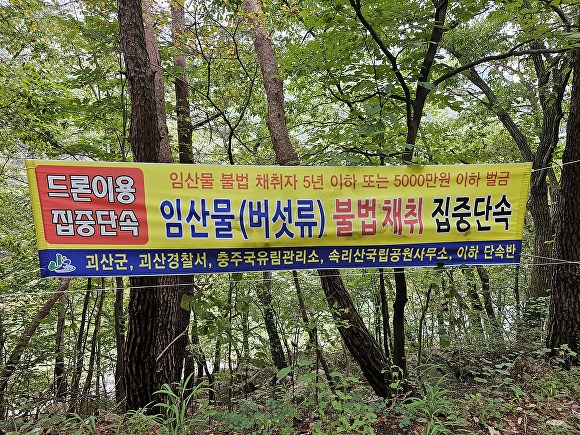 드론이용
집중단속
임산물 불법 채취자 5년 이하 또는 5000만원 이하 벌금
임산물(버섯류) 불법채취 집중단속
괴산군, 괴산경찰서, 충주국유림관리소, 속리산국립공원사무소, 이하 단속반